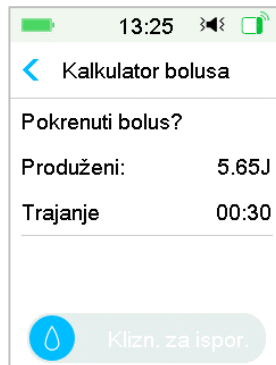 13:25
Kalkulator bolusa
Pokrenuti bolus?
Produženi: 5.65J
Trajanje 00:30
Klizn. za ispor.